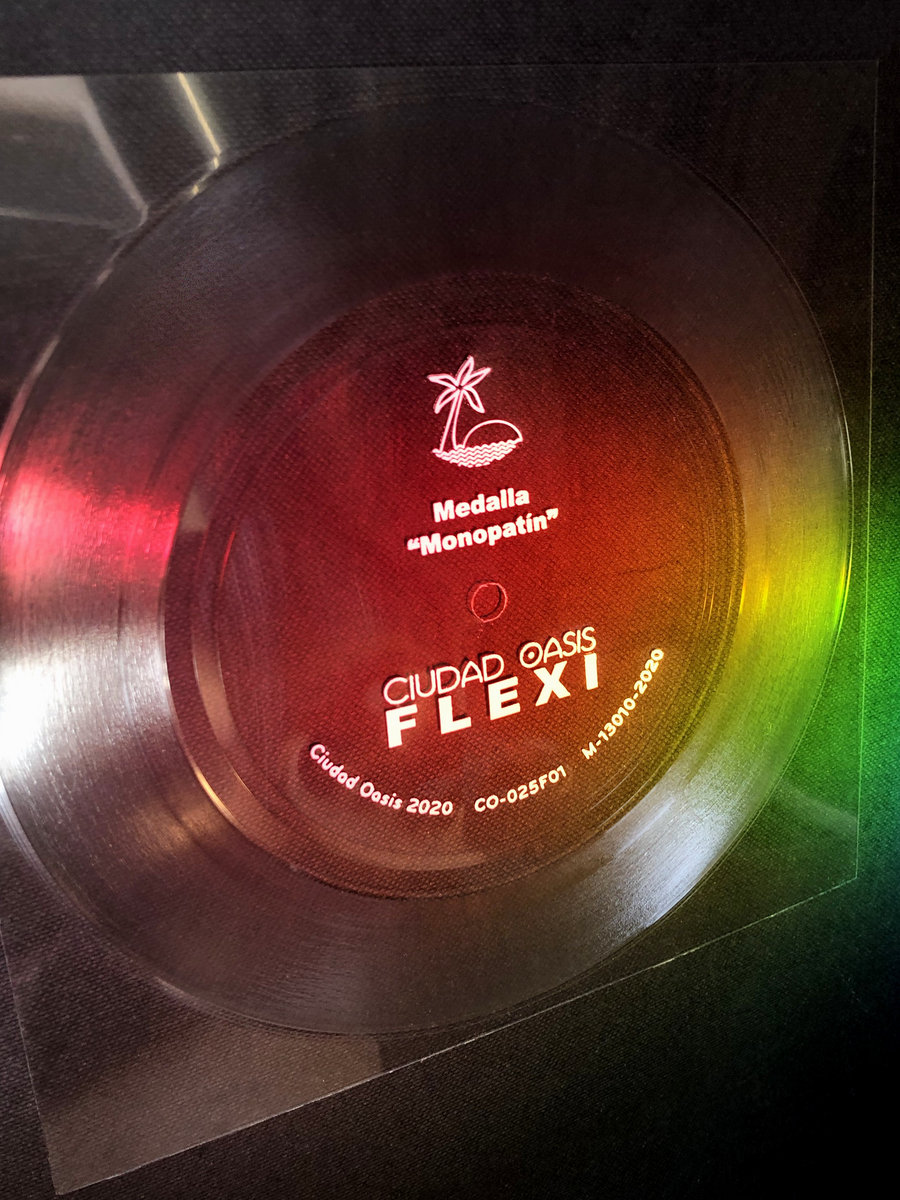 Medalla
“Monopatín”
CIUDAD OASIS
FLEXI
Ciudad Oasis 2020 CO-025F01 M-13010-2020